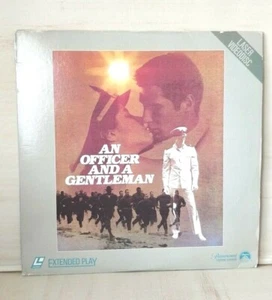 LASER
VIDEODISC
AN
OFFICER
AND A
GENTLEMAN
EXTENDED PLAY